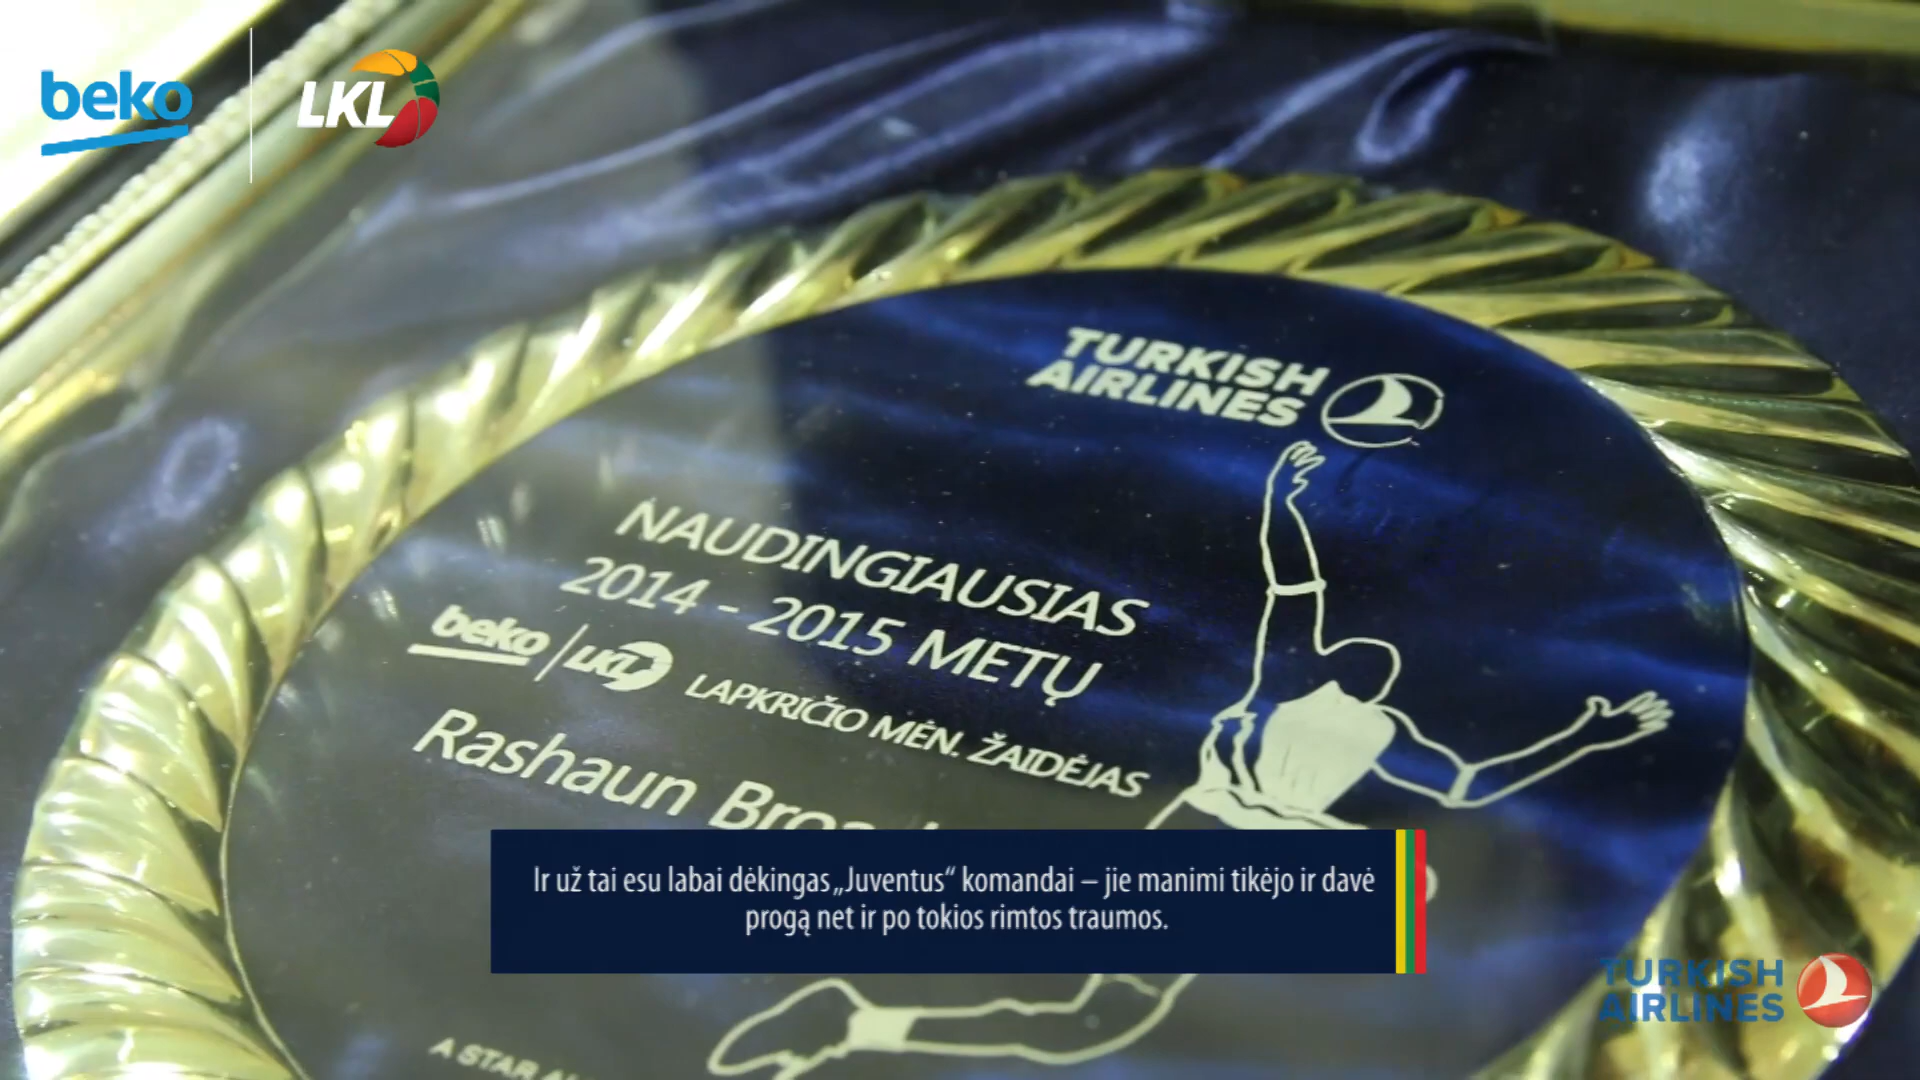 beko
LKL
TURKISH
AIRLINES
NAUDINGIAUSIAS
2014 - 2015 METŲ
beko LKL LAPKRIČIO MĖN. ŽAIDĖJAS
Rashaun
Ir už tai esu labai dėkingas „Juventus“ komandai – jie manimi tikėjo ir davė
progą net ir po tokios rimtos traumos.
A STAR
TURKISH
AIRLINES